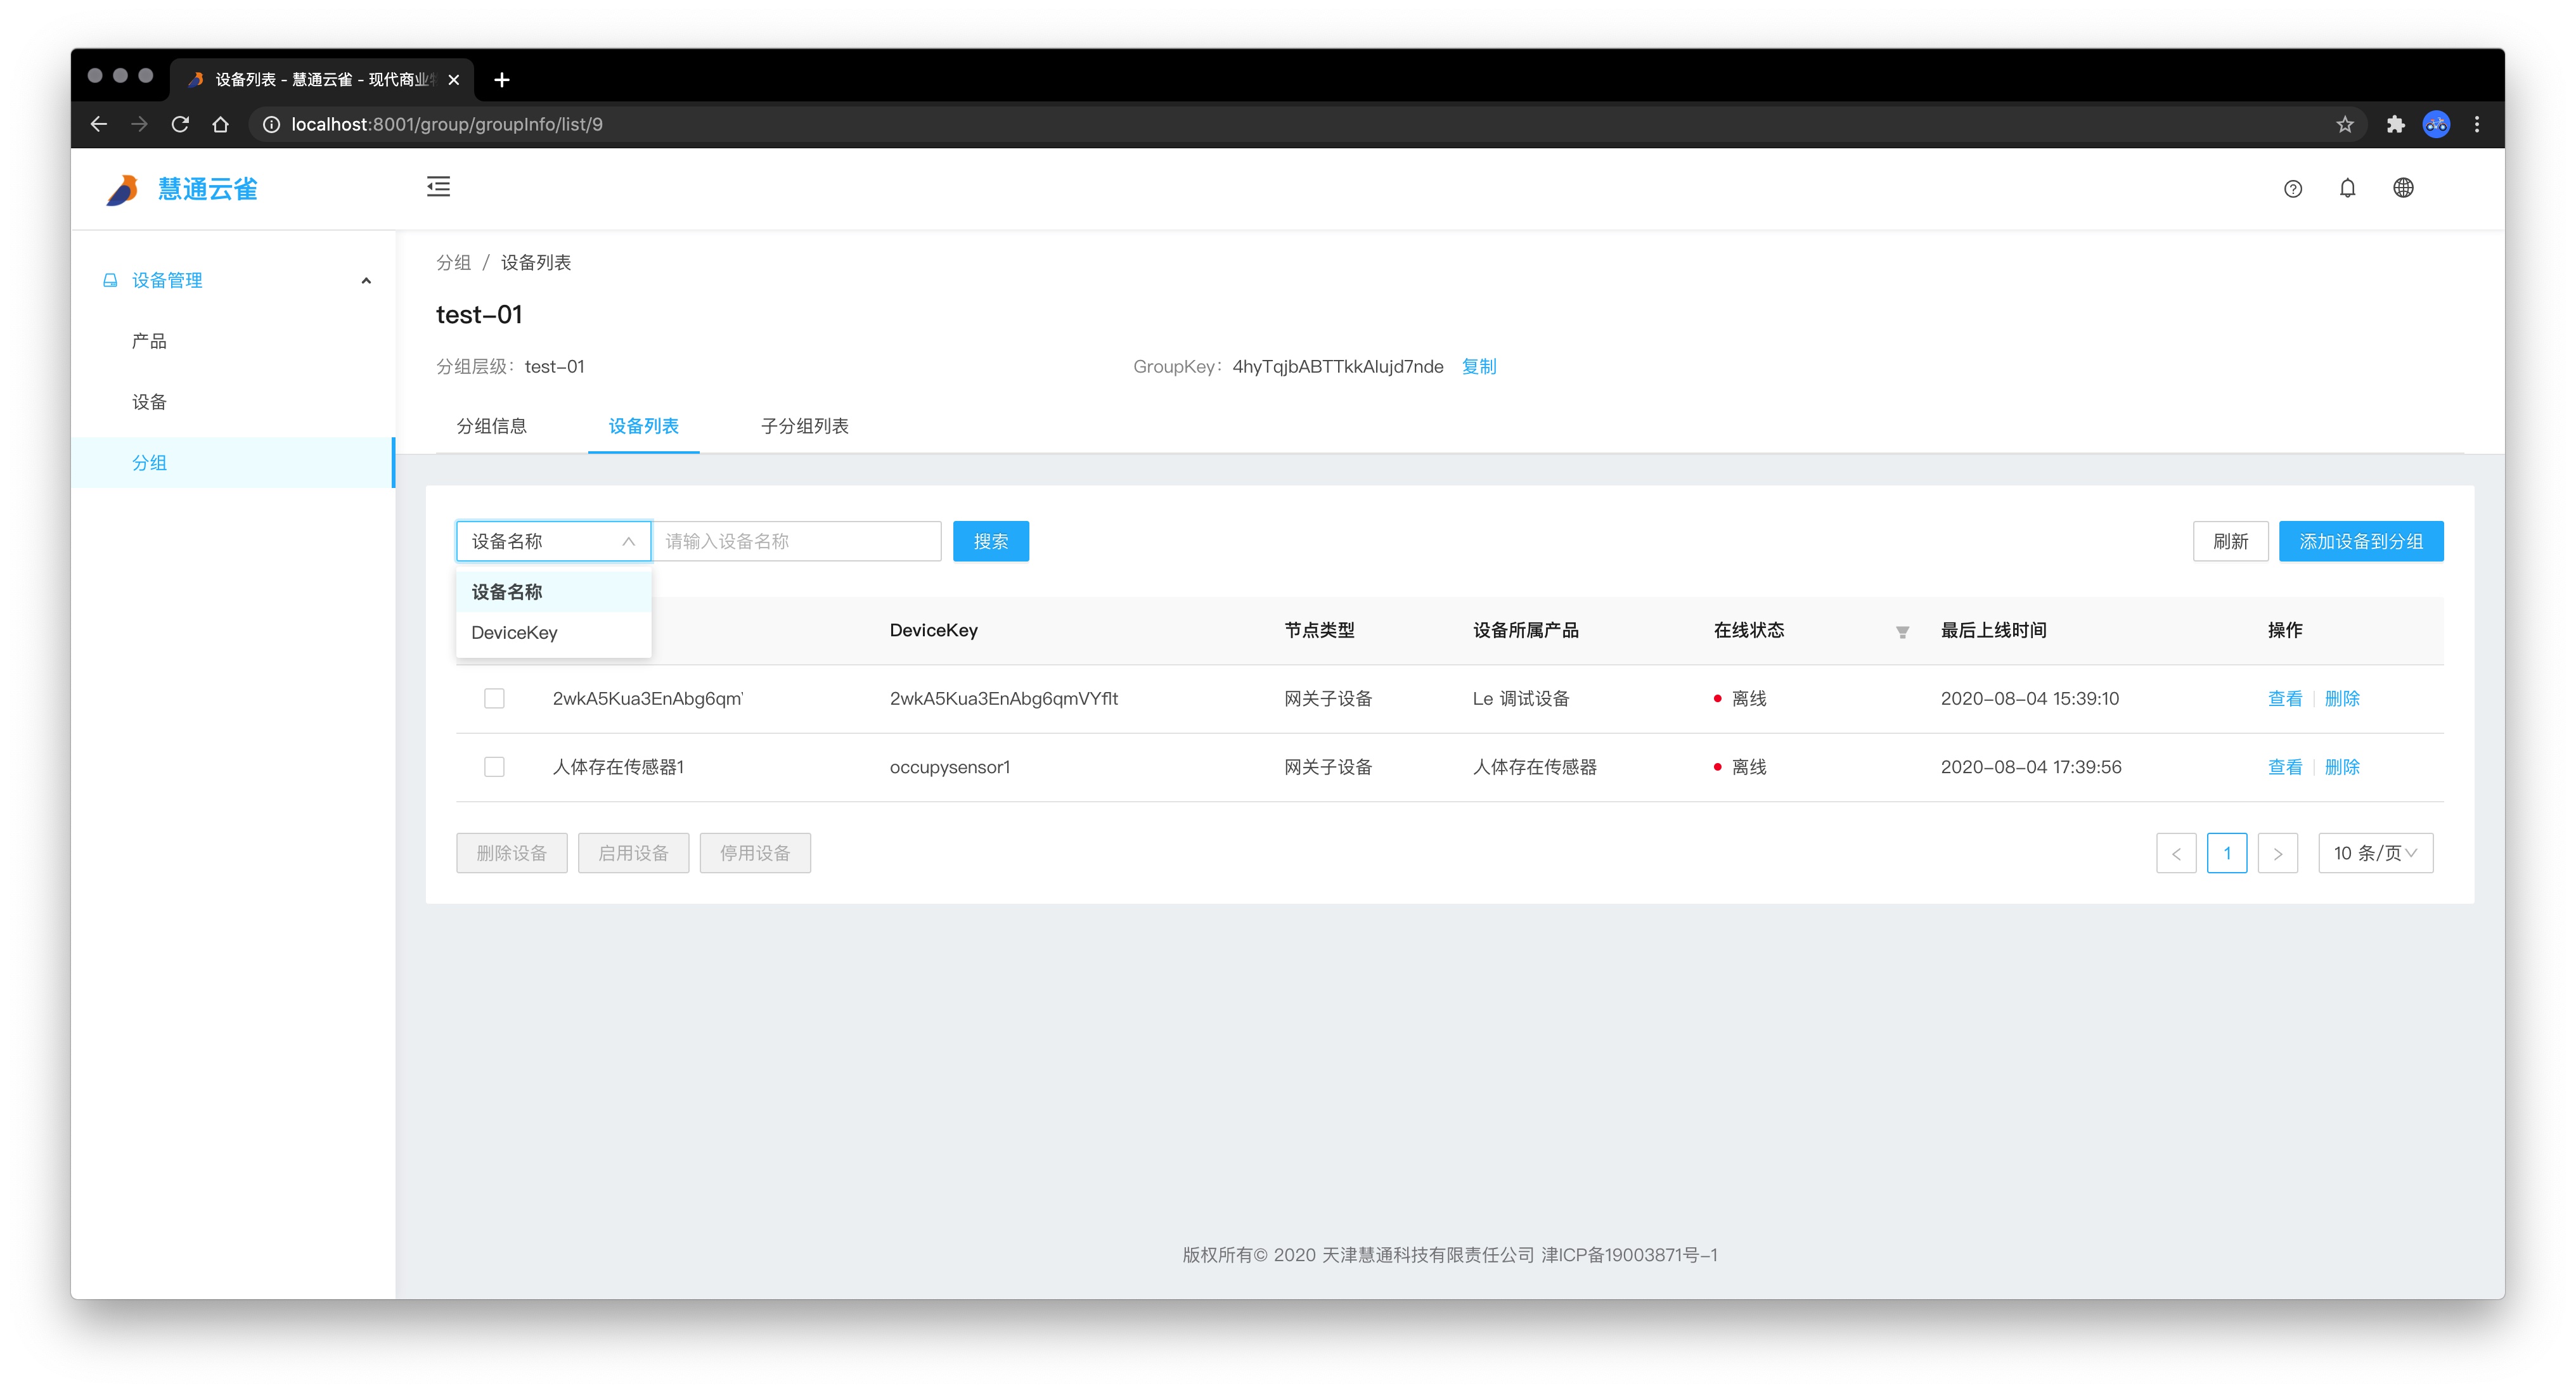 设备列表 - 慧通云雀 - 现代商业
localhost:8001/group/groupInfo/list/9
慧通云雀
设备管理
产品
设备
分组
分组 / 设备列表
test-01
分组层级：test-01
GroupKey：4hyTqjbABTTkkAlujd7nde 复制
分组信息 设备列表 子分组列表
设备名称 请输入设备名称 搜索 刷新 添加设备到分组
设备名称
DeviceKey
DeviceKey 节点类型 设备所属产品 在线状态 最后上线时间 操作
2wkA5Kua3EnAbg6qm 2wkA5Kua3EnAbg6qmVYflt 网关子设备 Le 调试设备 离线 2020-08-04 15:39:10 查看 删除
人体存在传感器1 occupysensor1 网关子设备 人体存在传感器 离线 2020-08-04 17:39:56 查看 删除
删除设备 启用设备 停用设备 < 1 > 10 条/页
版权所有© 2020 天津慧通科技有限责任公司 津ICP备19003871号-1